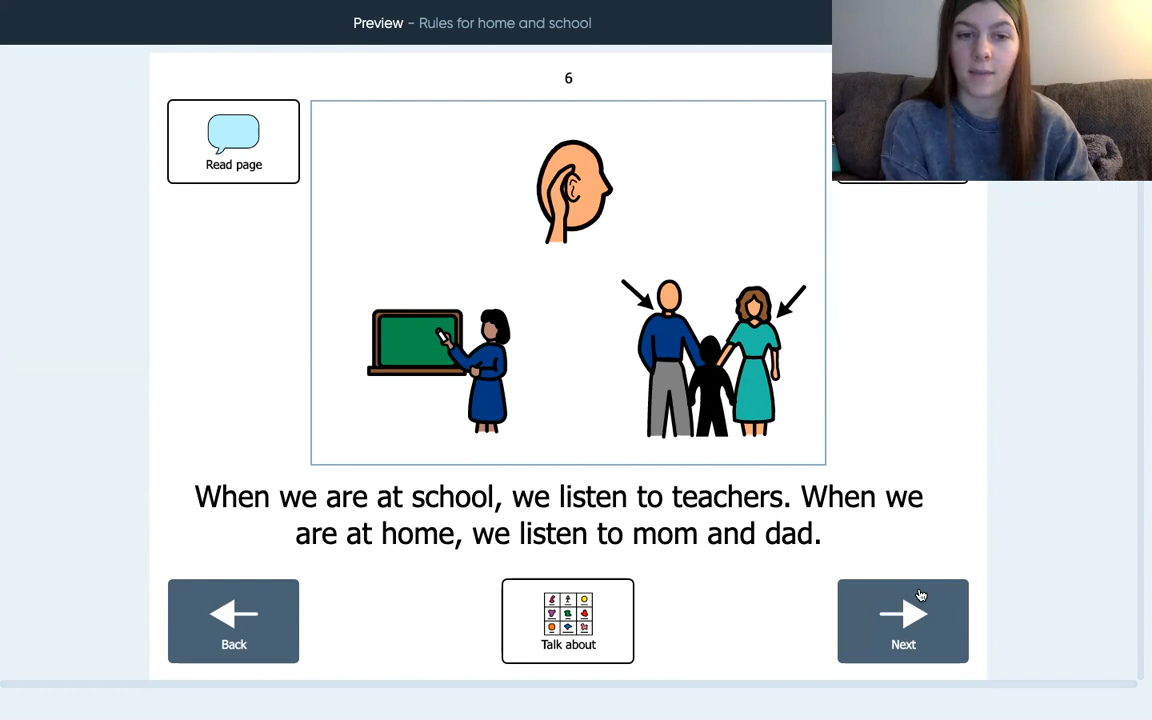 Preview - Rules for home and school
6
Read page
When we are at school, we listen to teachers. When we
are at home, we listen to mom and dad.
Back
Talk about
Next